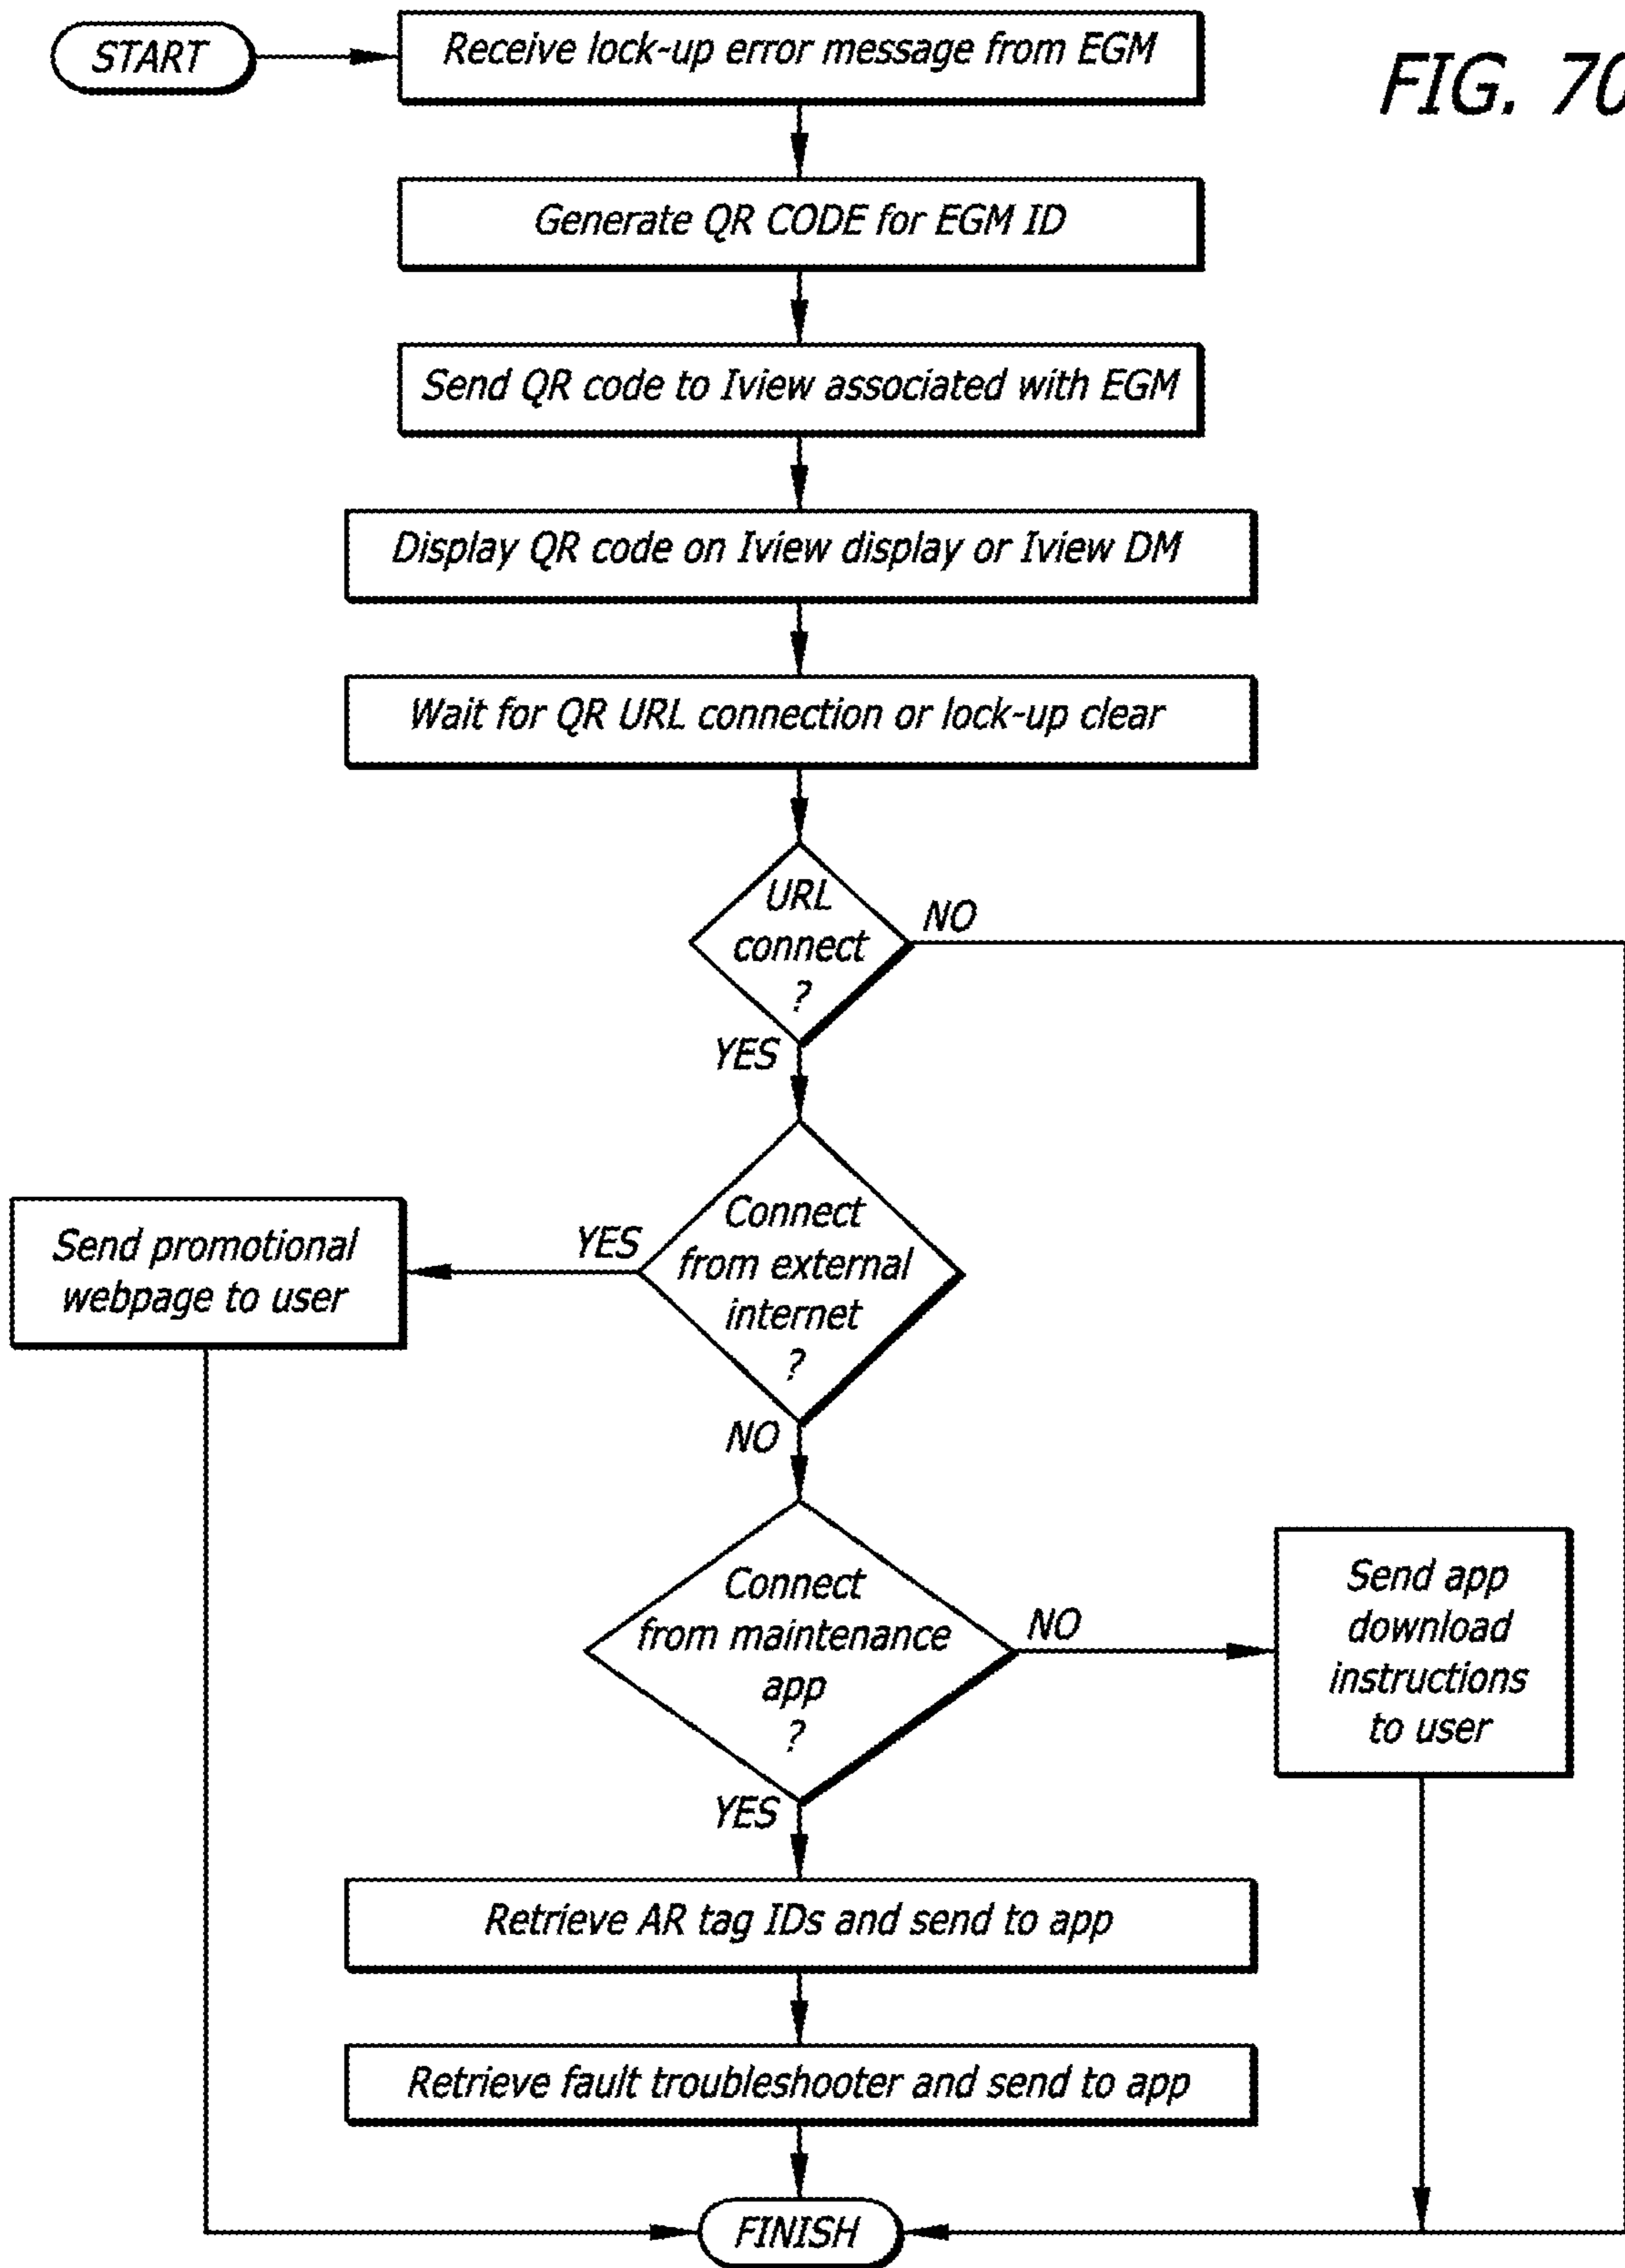 START
Receive lock-up error message from EGM
FIG. 70
Generate QR CODE for EGM ID
Send QR code to Iview associated with EGM
Display QR code on Iview display or Iview DM
Wait for QR URL connection or lock-up clear
URL
connect
?
NO
YES
Connect
from external
internet
?
YES
Send promotional
webpage to user
NO
Connect
from maintenance
app
?
NO
Send app
download
instructions
to user
YES
Retrieve AR tag IDs and send to app
Retrieve fault troubleshooter and send to app
FINISH